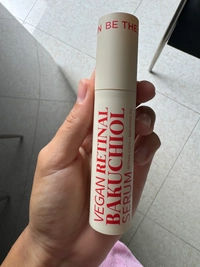 N BE THE
VEGAN RETINAL
BAKUCHIOL
SERUM